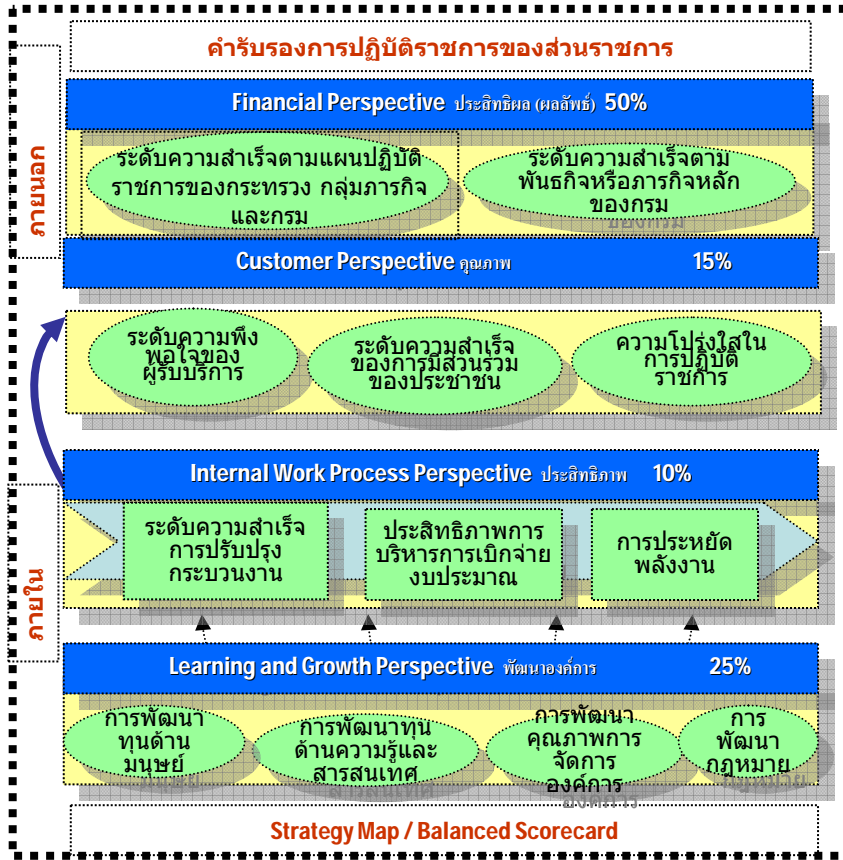 คำรับรองการปฏิบัติราชการของส่วนราชการ
ภายนอก
Financial Perspective ประสิทธิผล (ผลลัพธ์) 50%
ระดับความสำเร็จตามแผนปฏิบัติ
ราชการของกระทรวง กลุ่มภารกิจ
และกรม
ระดับความสำเร็จตาม
พันธกิจหรือภารกิจหลัก
ของกรม
Customer Perspective คุณภาพ 15%
ระดับความพึง
พอใจของ
ผู้รับบริการ
ระดับความสำเร็จ
ของการมีส่วนร่วม
ของประชาชน
ความโปร่งใสใน
การปฏิบัติ
ราชการ
ภายใน
Internal Work Process Perspective ประสิทธิภาพ 10%
ระดับความสำเร็จ
การปรับปรุง
กระบวนงาน
ประสิทธิภาพการ
บริหารการเบิกจ่าย
งบประมาณ
การประหยัด
พลังงาน
Learning and Growth Perspective พัฒนาองค์การ 25%
การพัฒนา
ทุนด้าน
มนุษย์
การพัฒนาทุน
ด้านความรู้และ
สารสนเทศ
การพัฒนา
คุณภาพการ
จัดการ
องค์การ
การ
พัฒนา
กฎหมาย
Strategy Map / Balanced Scorecard